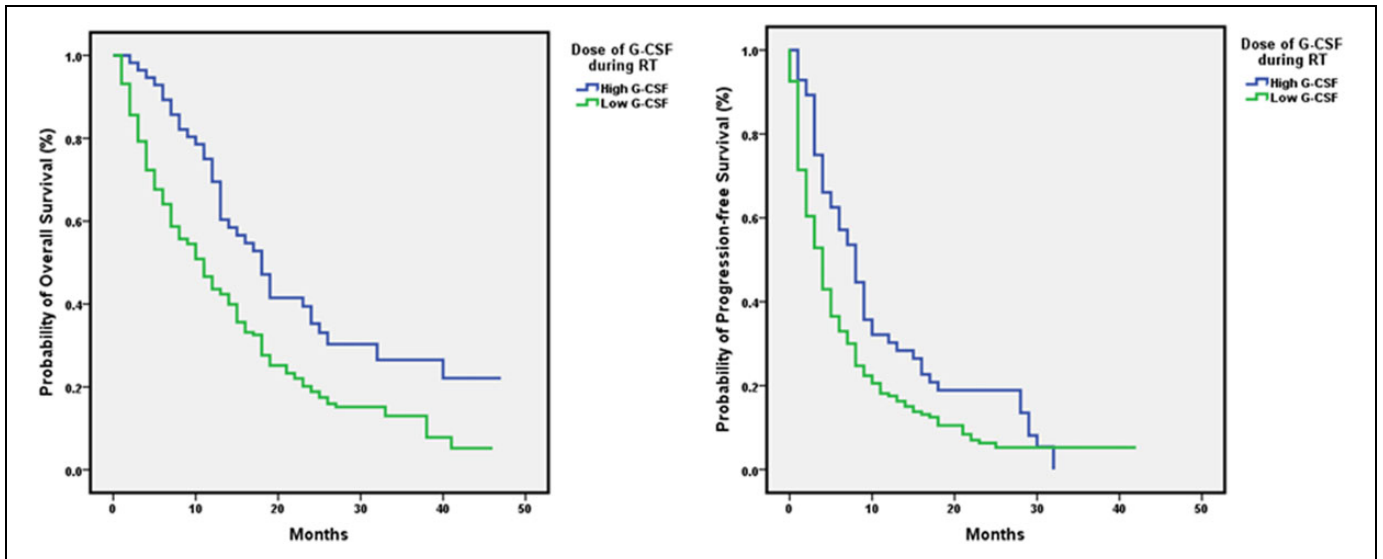 Dose of G-CSF
during RT
High G-CSF
Low G-CSF
Probability of Overall Survival (%)
1.0
0.8
0.6
0.4
0.2
0.0
0
10
20
30
40
50
Months
Dose of G-CSF
during RT
High G-CSF
Low G-CSF
Probability of Progression-free Survival (%)
1.0
0.8
0.6
0.4
0.2
0.0
0
10
20
30
40
50
Months